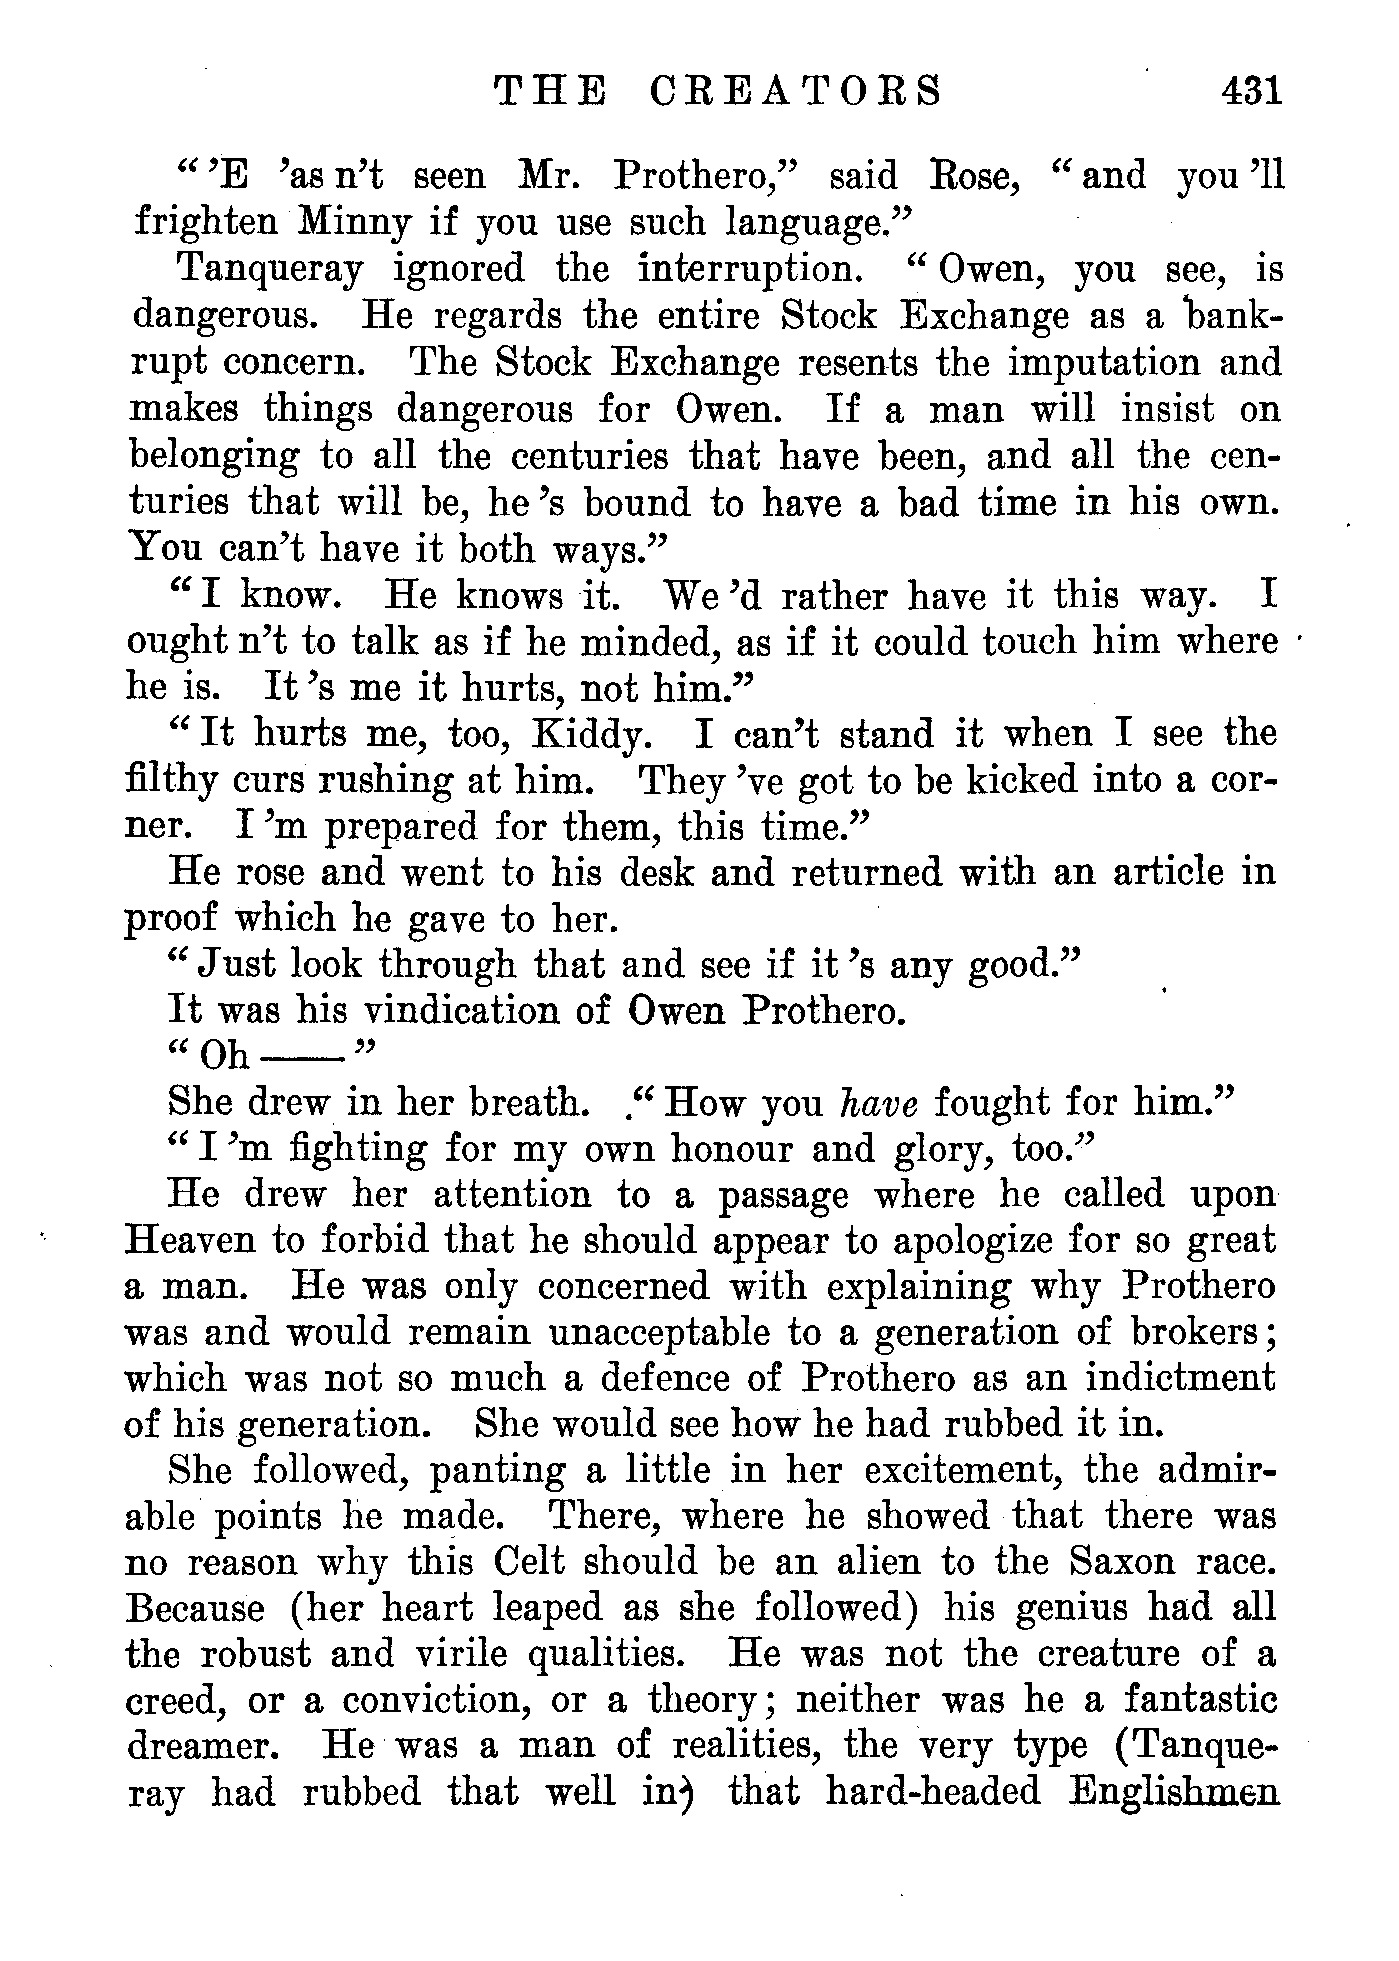 THE CREATORS 431
“ ’E ’as n’t seen Mr. Prothero,” said Rose, “ and you ’ll
frighten Minny if you use such language.”
Tanqueray ignored the interruption. “ Owen, you see, is
dangerous. He regards the entire Stock Exchange as a bank-
rupt concern. The Stock Exchange resents the imputation and
makes things dangerous for Owen. If a man will insist on
belonging to all the centuries that have been, and all the cen-
turies that will be, he ’s bound to have a bad time in his own.
You can’t have it both ways.”
“ I know. He knows it. We ’d rather have it this way. I
ought n’t to talk as if he minded, as if it could touch him where
he is. It ’s me it hurts, not him.”
“ It hurts me, too, Kiddy. I can’t stand it when I see the
filthy curs rushing at him. They ’ve got to be kicked into a cor-
ner. I ’m prepared for them, this time.”
He rose and went to his desk and returned with an article in
proof which he gave to her.
“ Just look through that and see if it ’s any good.”
It was his vindication of Owen Prothero.
“ Oh —— ”
She drew in her breath. “ How you have fought for him.”
“ I ’m fighting for my own honour and glory, too.”
He drew her attention to a passage where he called upon
Heaven to forbid that he should appear to apologize for so great
a man. He was only concerned with explaining why Prothero
was and would remain unacceptable to a generation of brokers;
which was not so much a defence of Prothero as an indictment
of his generation. She would see how he had rubbed it in.
She followed, panting a little in her excitement, the admir-
able points he made. There, where he showed that there was
no reason why this Celt should be an alien to the Saxon race.
Because (her heart leaped as she followed) his genius had all
the robust and virile qualities. He was not the creature of a
creed, or a conviction, or a theory; neither was he a fantastic
dreamer. He was a man of realities, the very type (Tanque-
ray had rubbed that well in) that hard-headed Englishmen